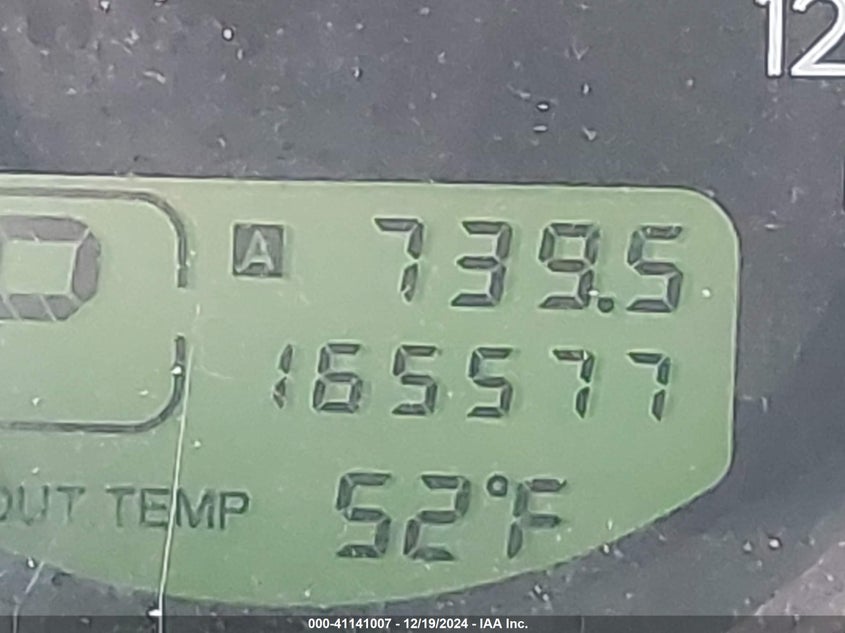 12
P
A 739.5
165577
OUT TEMP 52°F
000-41141007 - 12/19/2024 - IAA Inc.